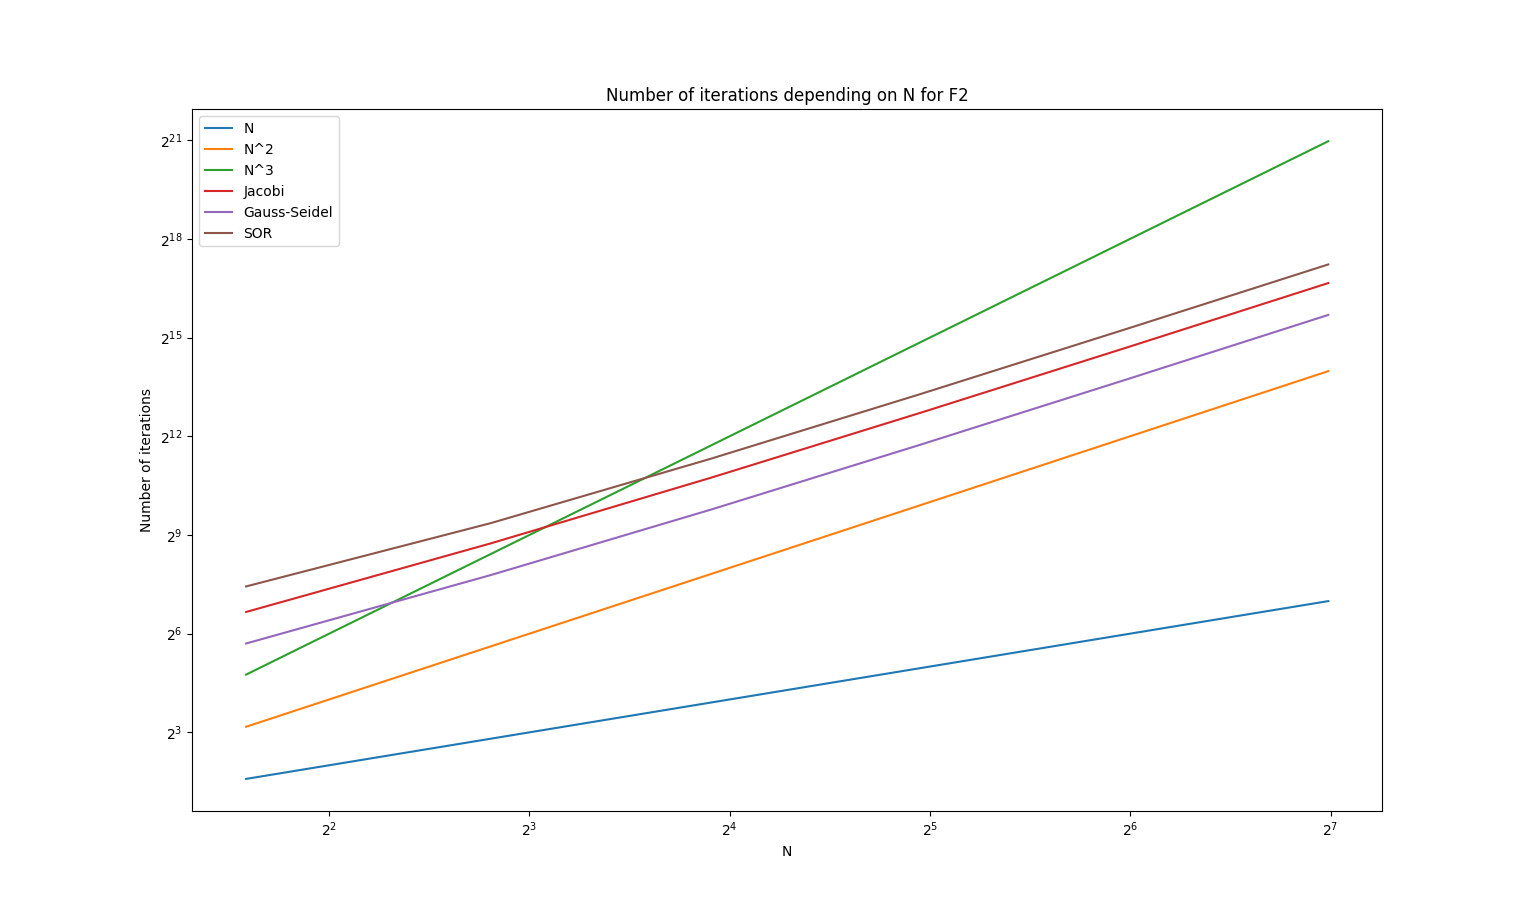 Number of iterations depending on N for F2
2^21
2^18
2^15
2^12
2^9
2^6
2^3
Number of iterations
N
N^2
N^3
Jacobi
Gauss-Seidel
SOR
2^2
2^3
2^4
2^5
2^6
2^7
N